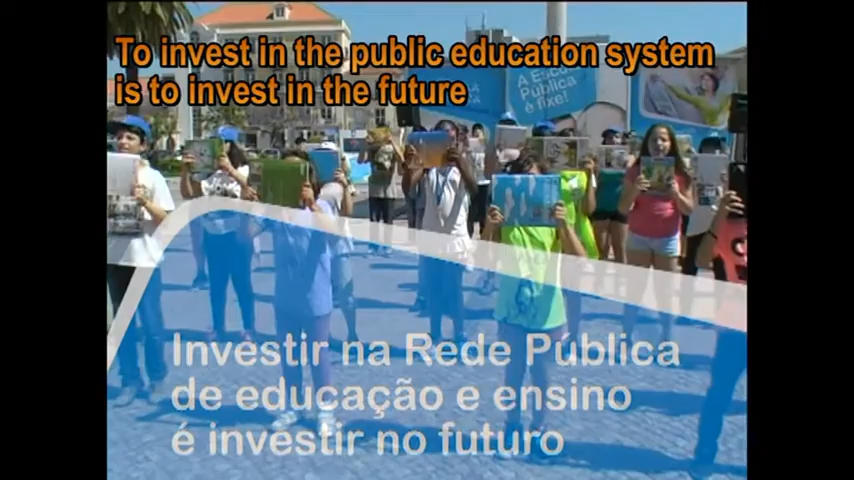 To invest in the public education system
is to invest in the future
A Escola
Pública
é fixe!
Investir na Rede Pública
de educação e ensino
é investir no futuro